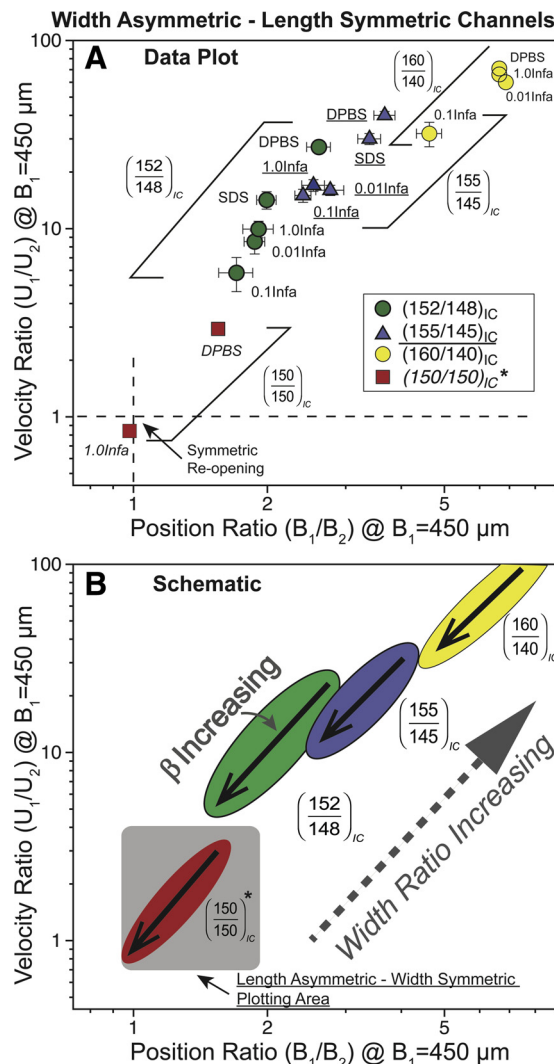 Width Asymmetric - Length Symmetric Channels
A Data Plot
Velocity Ratio (U1/U2) @ B1=450 µm
100
10
1
(160/140)IC
DPBS
1.0Infa
0.01Infa
0.1Infa
DPBS
DPBS
SDS
(152/148)IC
1.0Infa
SDS
0.01Infa
(155/145)IC
0.1Infa
1.0Infa
0.01Infa
0.1Infa
DPBS
(150/150)IC
(152/148)IC
(155/145)IC
(160/140)IC
(150/150)IC*
1.0Infa
Symmetric
Re-opening
1 2 5
Position Ratio (B1/B2) @ B1=450 µm
B Schematic
Velocity Ratio (U1/U2) @ B1=450 µm
100
10
1
(160/140)IC
β Increasing
(155/145)IC
(152/148)IC
Width Ratio Increasing
(150/150)IC*
Length Asymmetric - Width Symmetric
Plotting Area
1 2 5
Position Ratio (B1/B2) @ B1=450 µm